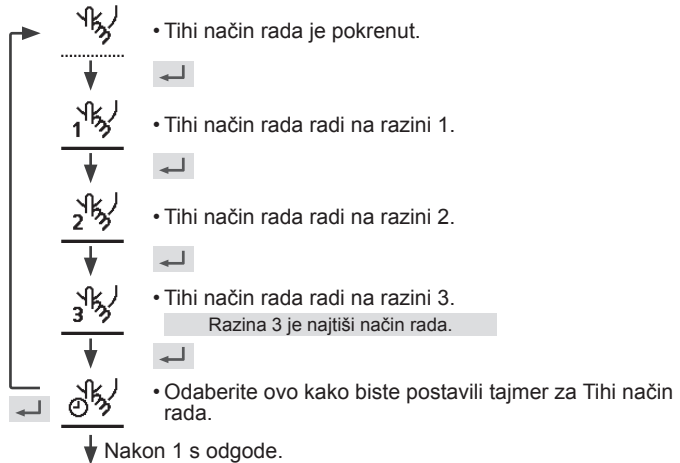 • Tihi način rada je pokrenut.
1
• Tihi način rada radi na razini 1.
2
• Tihi način rada radi na razini 2.
3
• Tihi način rada radi na razini 3.
Razina 3 je najtiši način rada.
• Odaberite ovo kako biste postavili tajmer za Tihi način
rada.
Nakon 1 s odgode.